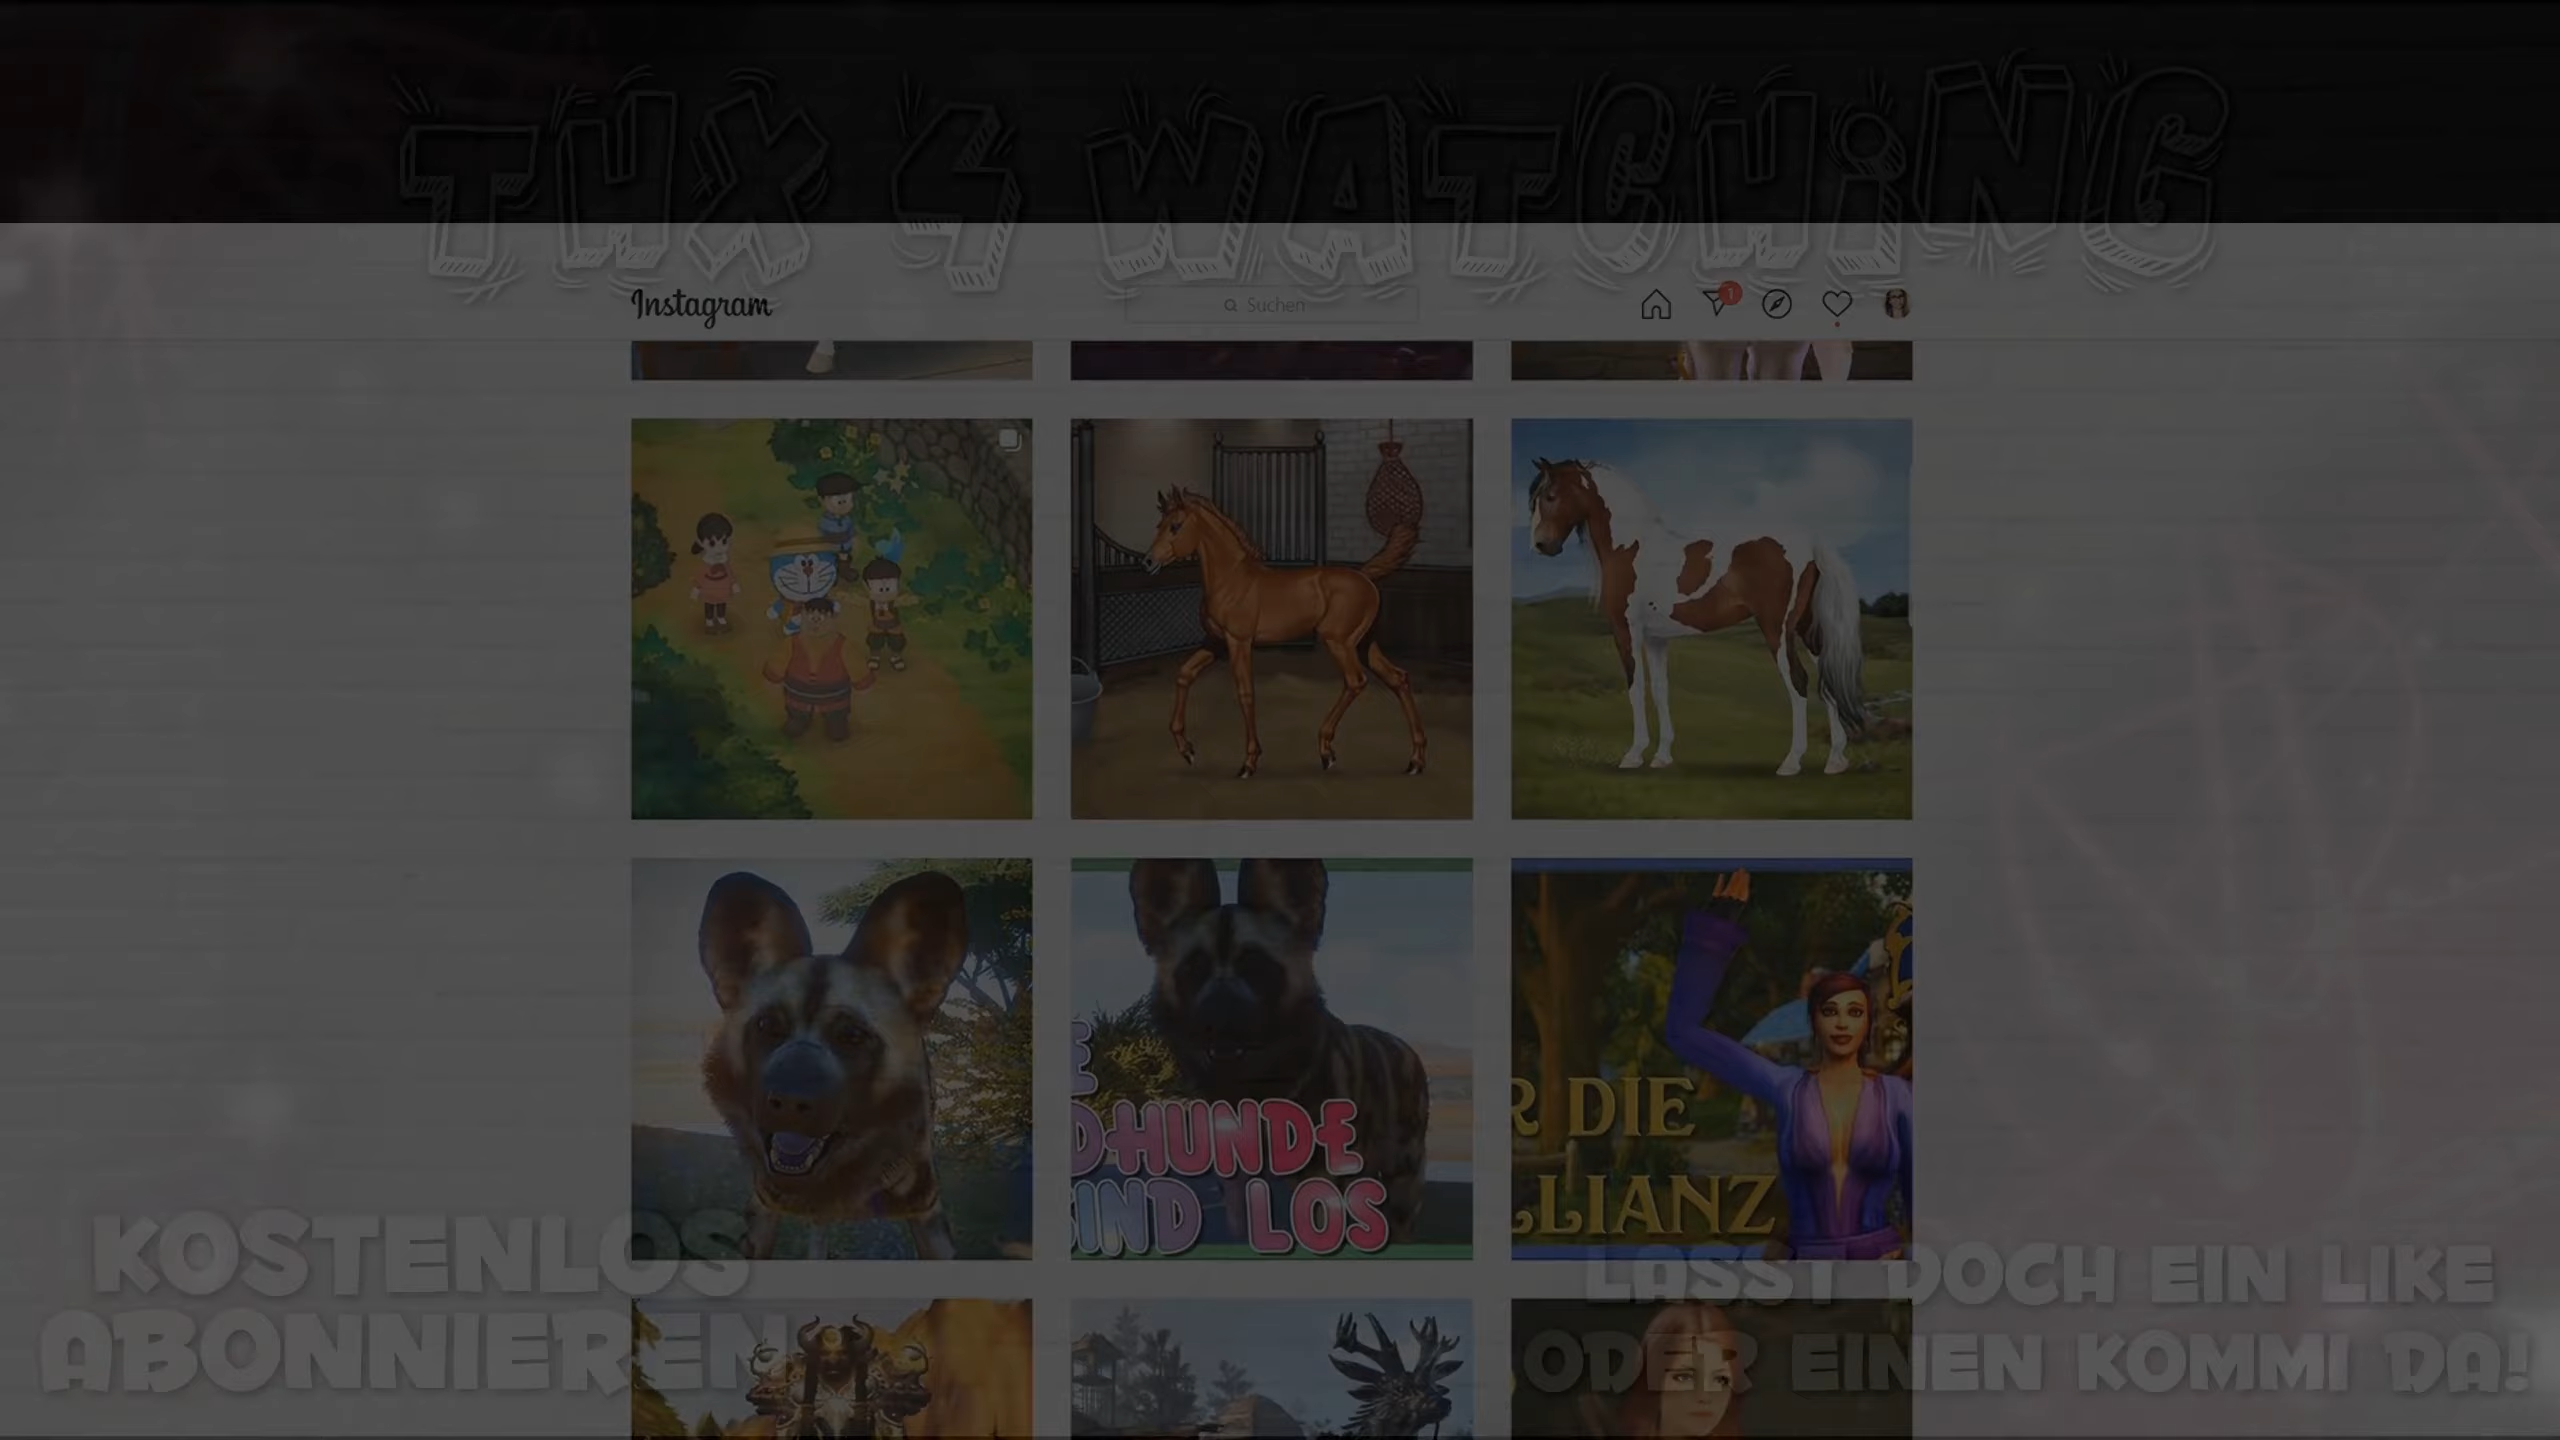 THX 4 WATCHING
Instagram
Suchen
1
E
DHUNDE
SIND LOS
R DIE
LLIANZ
KOSTENLOS
ABONNIEREN
LASST DOCH EIN LIKE
ODER EINEN KOMMI DA!